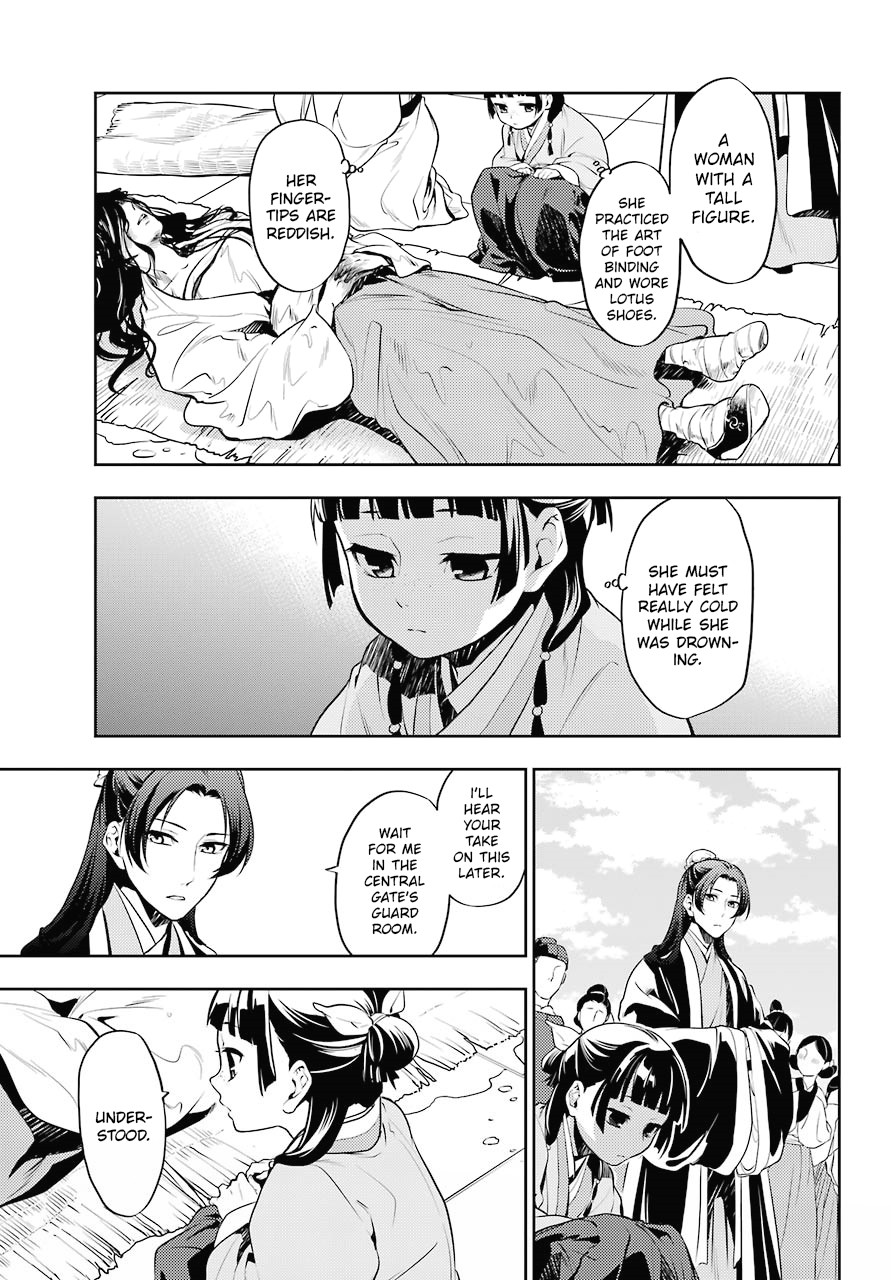 A
WOMAN
WITH A
TALL
FIGURE.
SHE
PRACTICED
THE
ART OF
FOOT
BINDING
AND WORE
LOTUS
SHOES.
HER
FINGER-
TIPS ARE
REDDISH.
SHE MUST
HAVE FELT
REALLY COLD
WHILE SHE
WAS DROWN-
ING.
I'LL
HEAR
YOUR
TAKE
ON THIS
LATER.
WAIT
FOR ME
IN THE
CENTRAL
GATE'S
GUARD
ROOM.
UNDER-
STOOD.